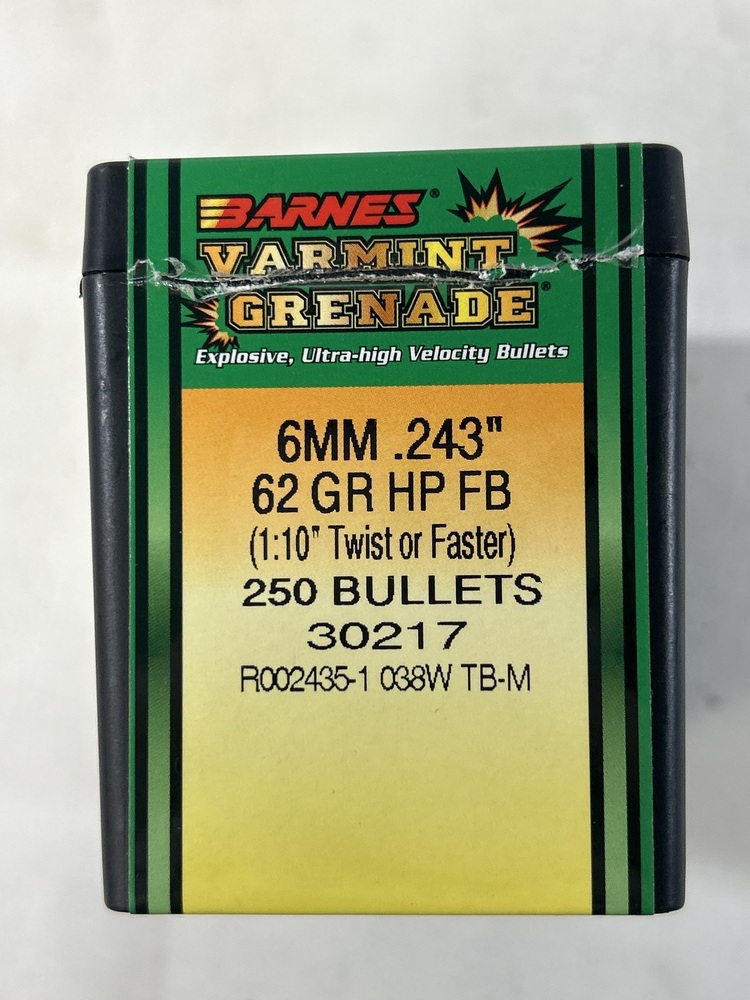 BARNES®
VARMINT
GRENADE®
Explosive, Ultra-high Velocity Bullets
6MM .243"
62 GR HP FB
(1:10" Twist or Faster)
250 BULLETS
30217
R002435-1 038W TB-M